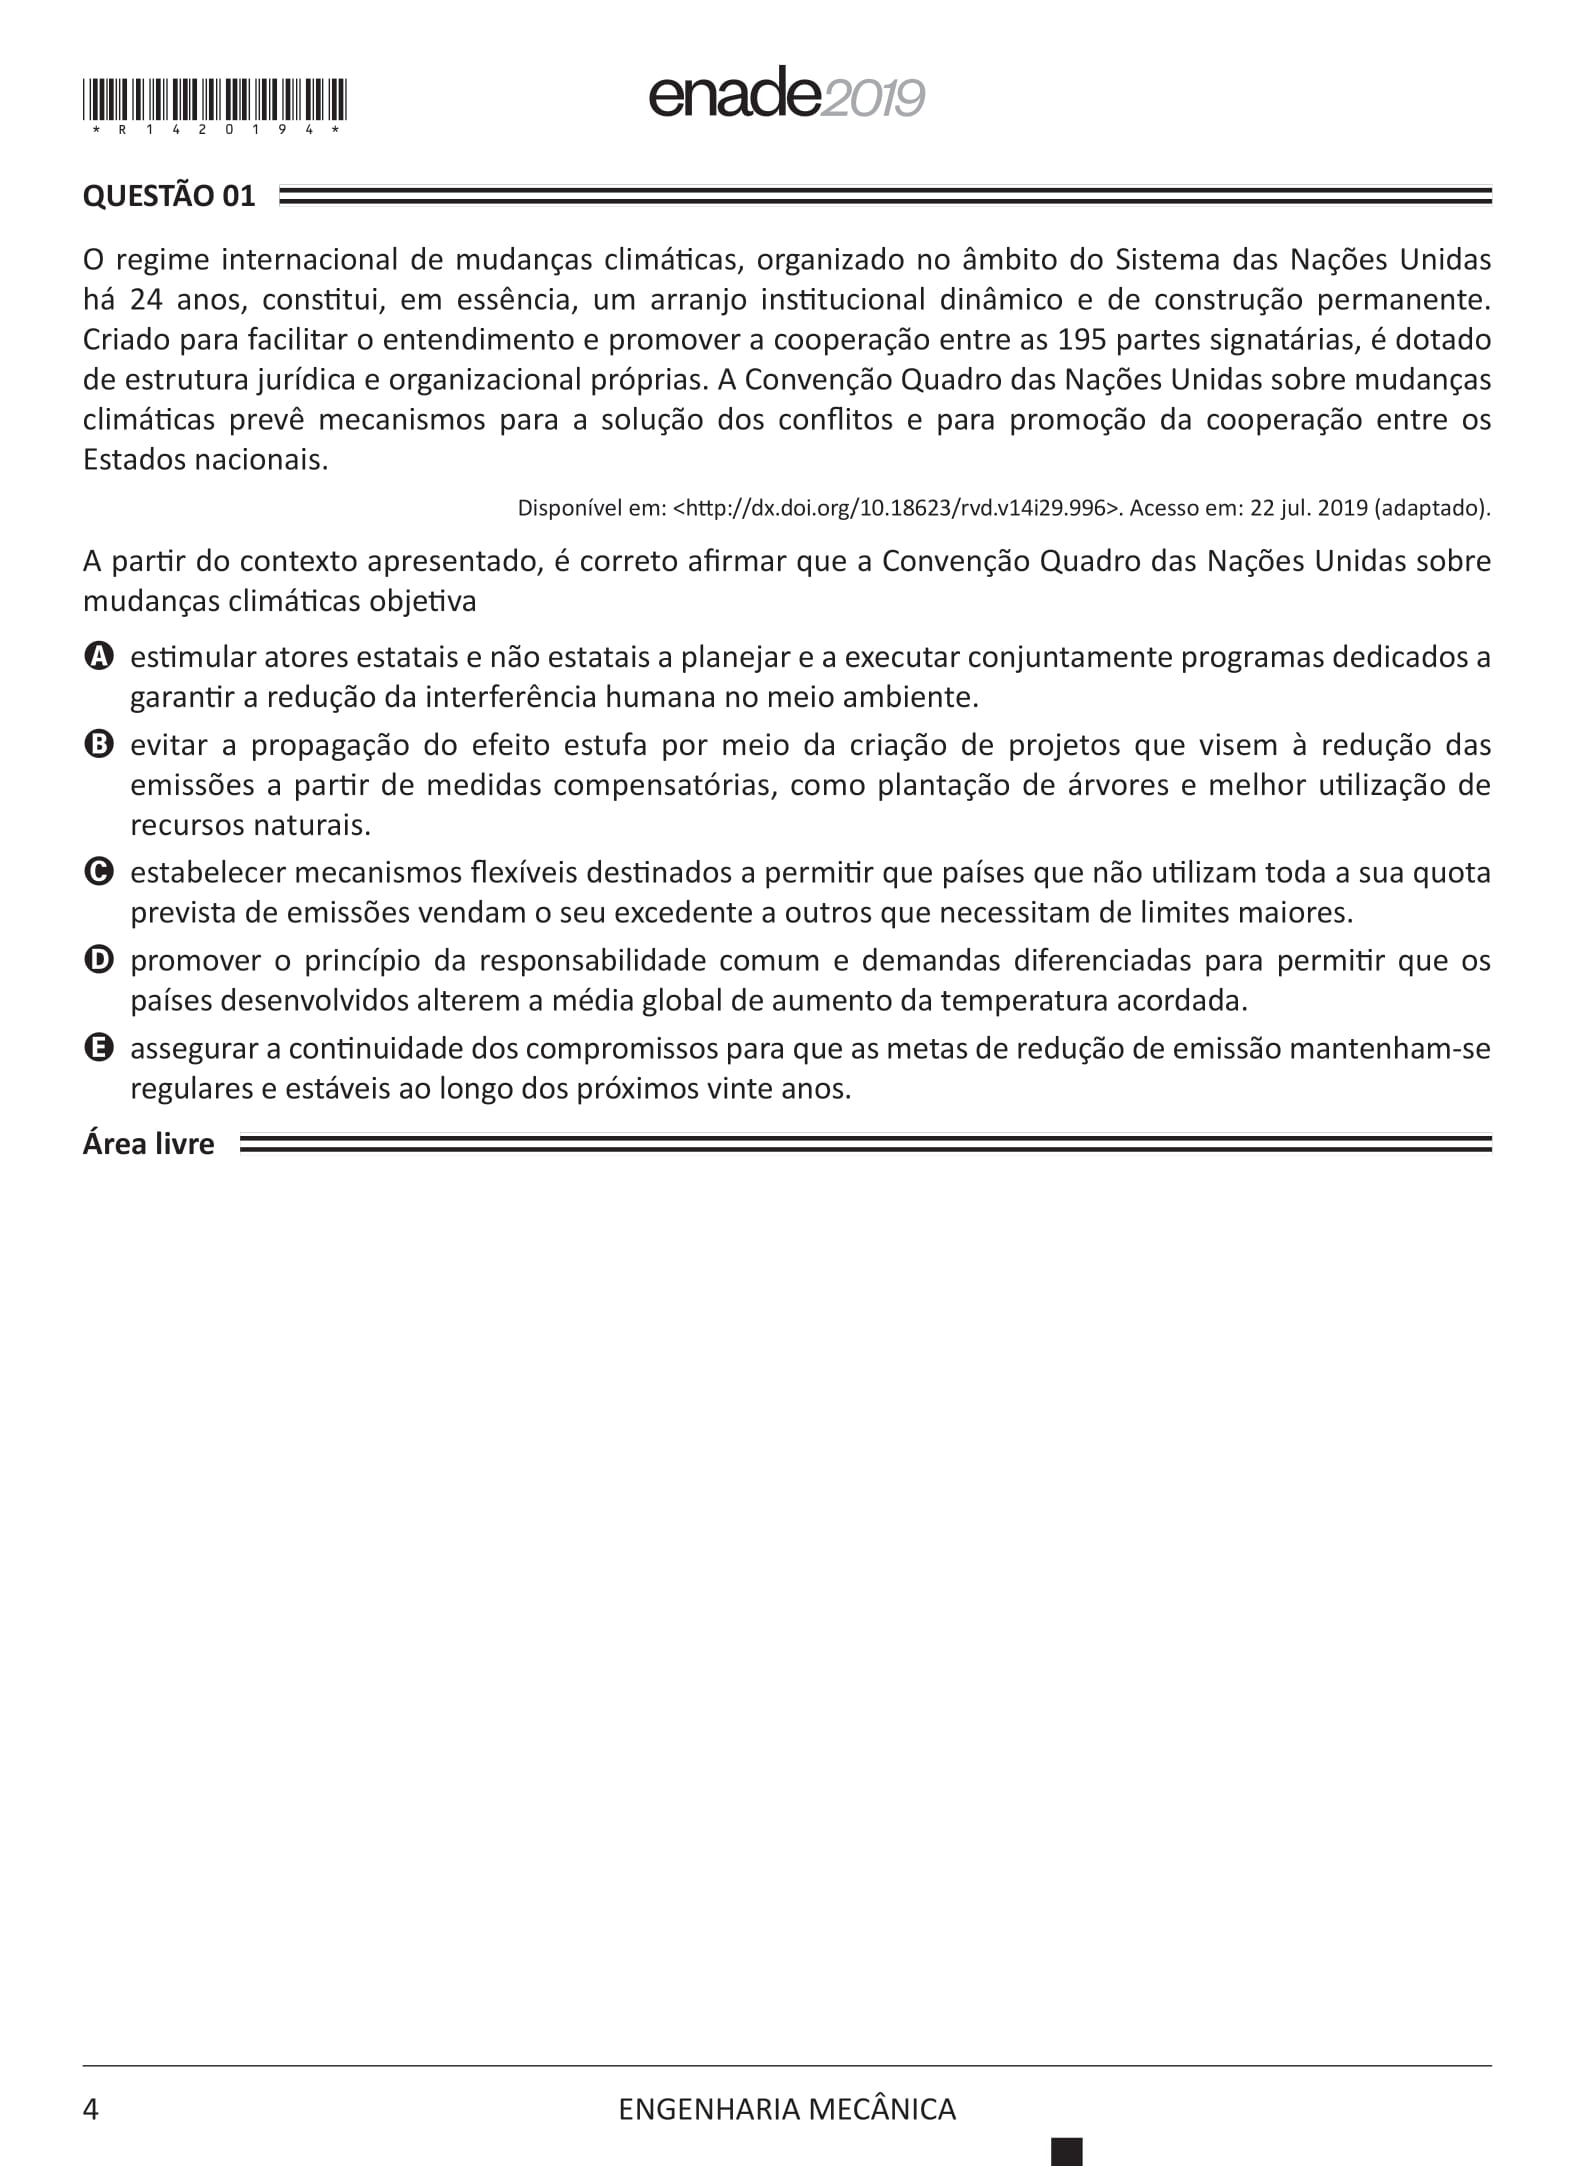 *R1420194*
enade2019
QUESTÃO 01
O regime internacional de mudanças climáticas, organizado no âmbito do Sistema das Nações Unidas
há 24 anos, constitui, em essência, um arranjo institucional dinâmico e de construção permanente.
Criado para facilitar o entendimento e promover a cooperação entre as 195 partes signatárias, é dotado
de estrutura jurídica e organizacional próprias. A Convenção Quadro das Nações Unidas sobre mudanças
climáticas prevê mecanismos para a solução dos conflitos e para promoção da cooperação entre os
Estados nacionais.
Disponível em: <http://dx.doi.org/10.18623/rvd.v14i29.996>. Acesso em: 22 jul. 2019 (adaptado).
A partir do contexto apresentado, é correto afirmar que a Convenção Quadro das Nações Unidas sobre
mudanças climáticas objetiva
A estimular atores estatais e não estatais a planejar e a executar conjuntamente programas dedicados a
garantir a redução da interferência humana no meio ambiente.
B evitar a propagação do efeito estufa por meio da criação de projetos que visem à redução das
emissões a partir de medidas compensatórias, como plantação de árvores e melhor utilização de
recursos naturais.
C estabelecer mecanismos flexíveis destinados a permitir que países que não utilizam toda a sua quota
prevista de emissões vendam o seu excedente a outros que necessitam de limites maiores.
D promover o princípio da responsabilidade comum e demandas diferenciadas para permitir que os
países desenvolvidos alterem a média global de aumento da temperatura acordada.
E assegurar a continuidade dos compromissos para que as metas de redução de emissão mantenham-se
regulares e estáveis ao longo dos próximos vinte anos.
Área livre
4
ENGENHARIA MECÂNICA